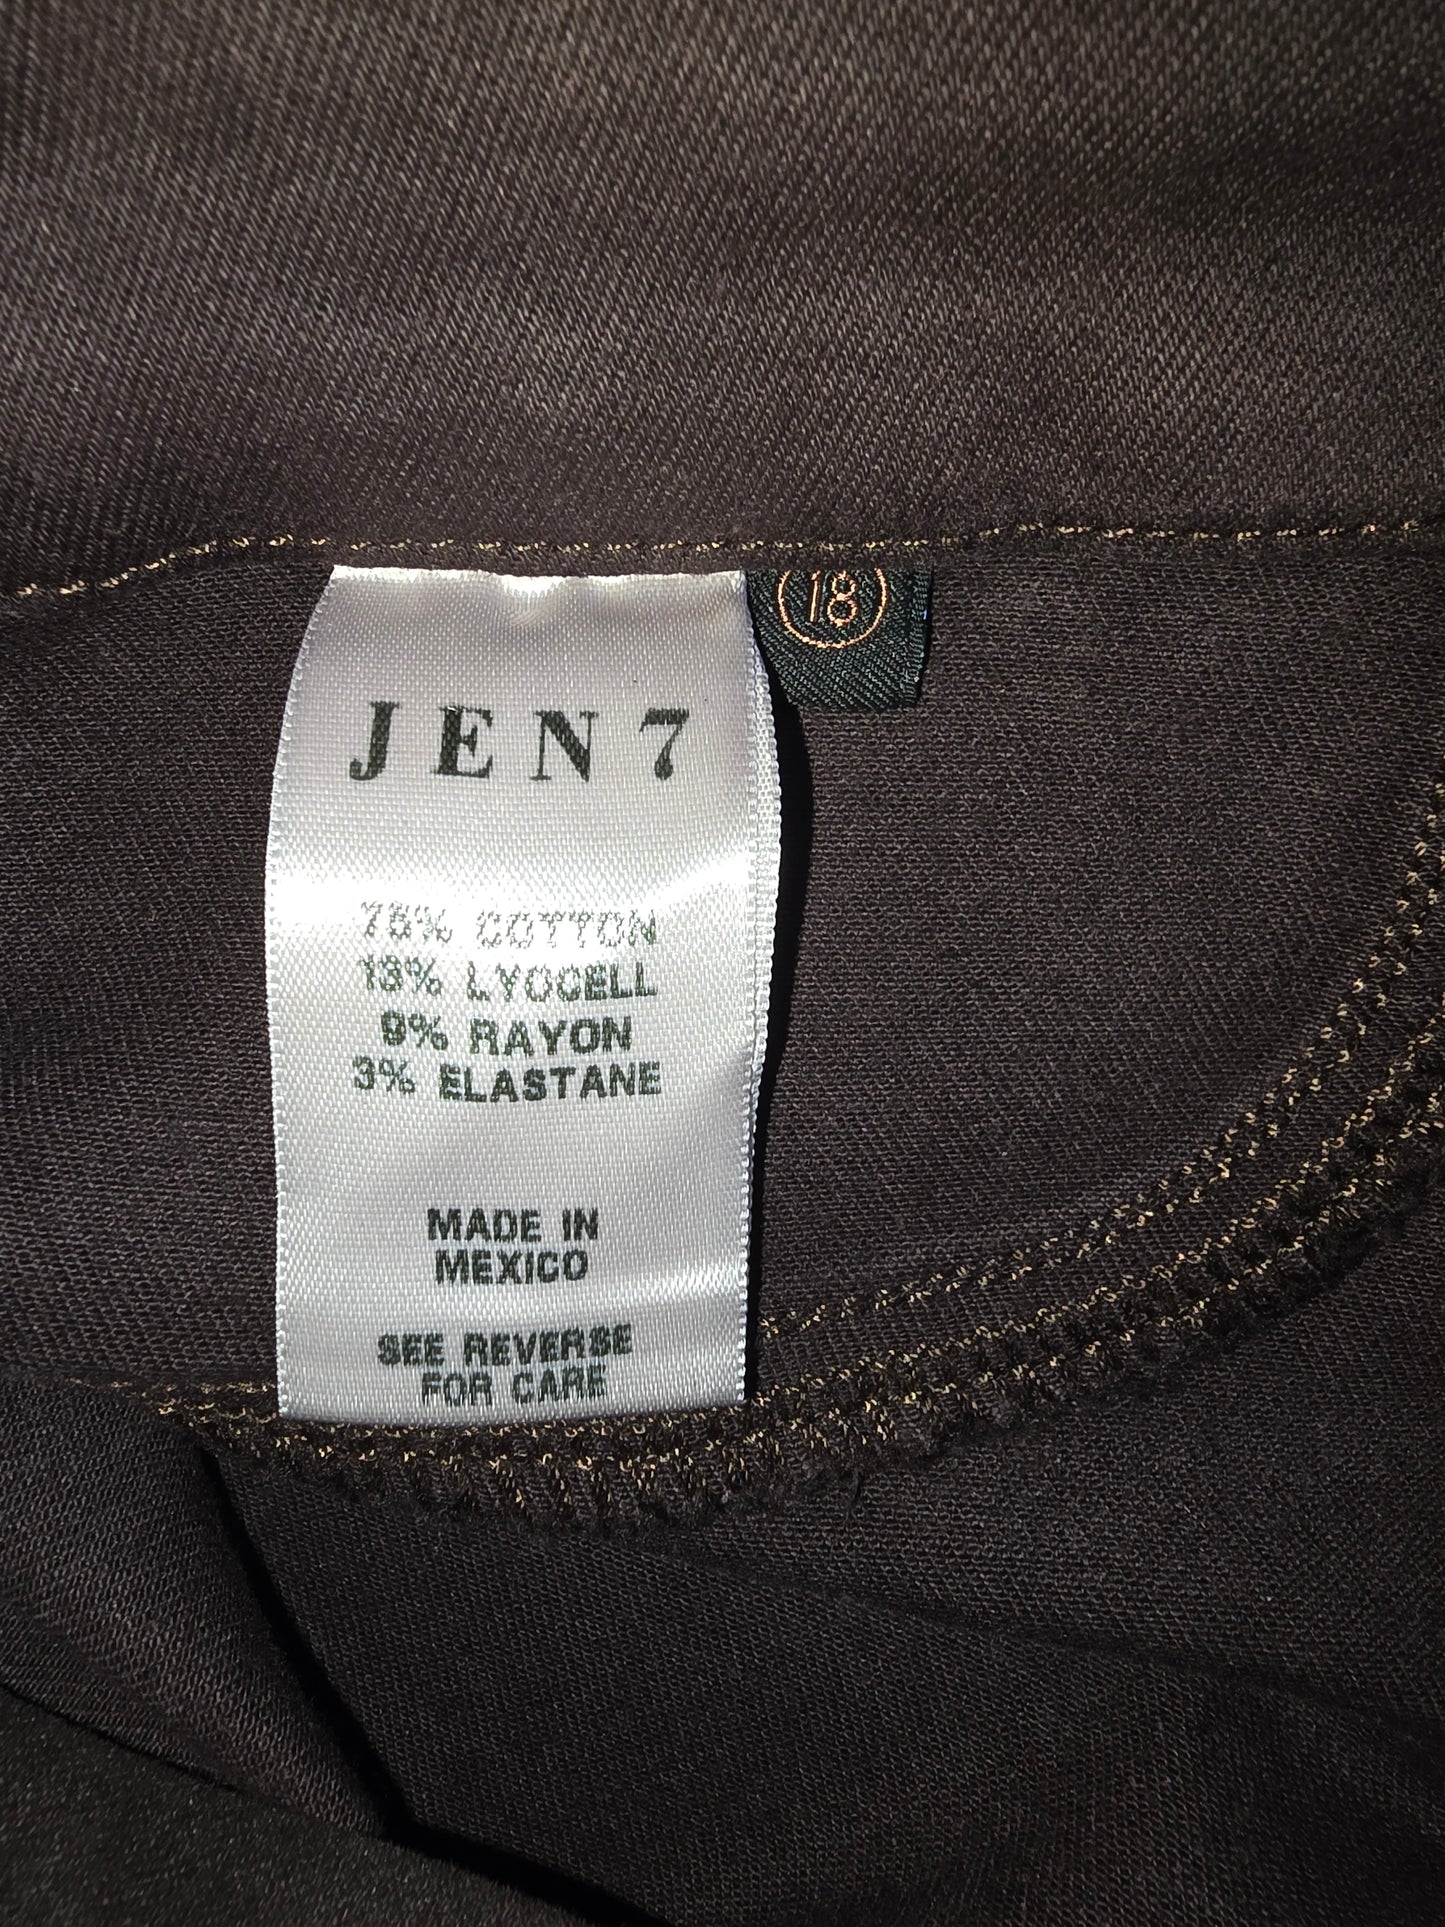 18
JEN7
75% COTTON
13% LYOCELL
9% RAYON
3% ELASTANE
MADE IN
MEXICO
SEE REVERSE
FOR CARE